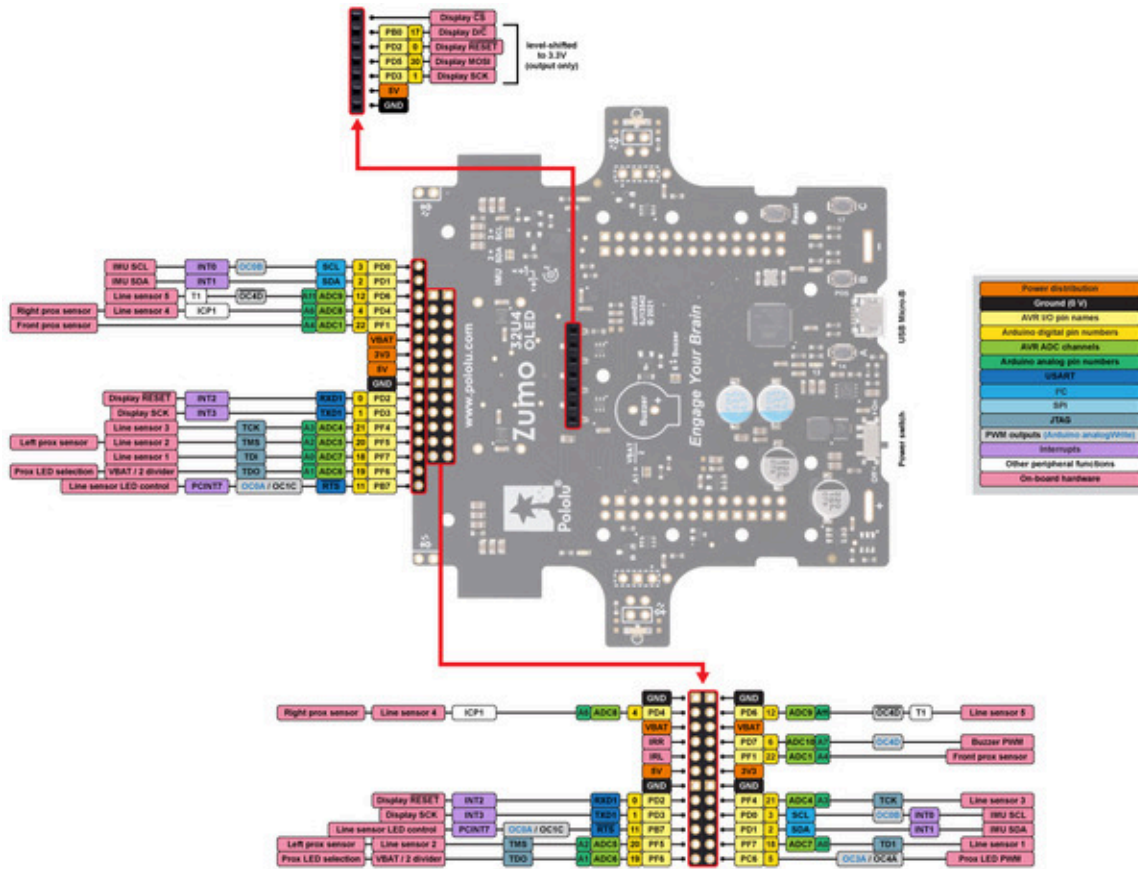 Display CS
PB0 17 Display D/C
PD2 0 Display RESET
PD5 30 Display MOSI
PD3 1 Display SCK
5V
GND
level-shifted
to 3.3V
(output only)
IMU SCL INT0 OC0B SCL 3 PD0
IMU SDA INT1 SDA 2 PD1
Line sensor 5 T1 OC4D A11 ADC9 12 PD6
Right prox sensor Line sensor 4 ICP1 A6 ADC8 4 PD4
Front prox sensor A4 ADC1 22 PF1
VBAT
3V3
5V
GND
Display RESET INT2 RXD1 0 PD2
Display SCK INT3 TXD1 1 PD3
Line sensor 3 TCK A3 ADC4 21 PF4
Left prox sensor Line sensor 2 TMS A2 ADC5 20 PF5
Line sensor 1 TDI A0 ADC7 18 PF7
Prox LED selection VBAT / 2 divider TDO A1 ADC6 19 PF6
Line sensor LED control PCINT7 OC0A / OC1C RTS 11 PB7
www.pololu.com
Zumo 32U4
OLED
IMU SDA SCL
© 2021
Buzzer
Buzzer
Engage Your Brain
Pololu®
A1 VBAT
Reset
C
B
A
USB Micro-B
Power switch
On
Off
Power distribution
Ground (0 V)
AVR I/O pin names
Arduino digital pin numbers
AVR ADC channels
Arduino analog pin numbers
USART
I²C
SPI
JTAG
PWM outputs (Arduino analogWrite)
Interrupts
Other peripheral functions
On-board hardware
GND GND
Right prox sensor Line sensor 4 ICP1 A6 ADC8 4 PD4 PD6 12 ADC9 A11 OC4D T1 Line sensor 5
VBAT VBAT
IRR PD7 6 ADC10 A7 OC4D Buzzer PWM
IRL PF1 22 ADC1 A4 Front prox sensor
5V 3V3
GND GND
Display RESET INT2 RXD1 0 PD2 PF4 21 ADC4 A3 TCK Line sensor 3
Display SCK INT3 TXD1 1 PD3 PD0 3 SCL OC0B INT0 IMU SCL
Line sensor LED control PCINT7 OC0A / OC1C RTS 11 PB7 PD1 2 SDA INT1 IMU SDA
Left prox sensor Line sensor 2 TMS A2 ADC5 20 PF5 PF7 18 ADC7 A0 TD1 Line sensor 1
Prox LED selection VBAT / 2 divider TDO A1 ADC6 19 PF6 PC6 5 OC3A / OC4A Prox LED PWM